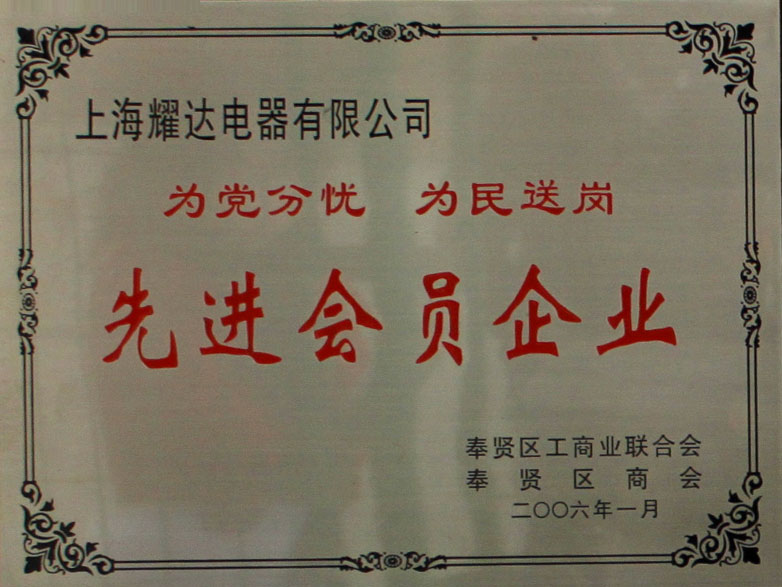 上海耀达电器有限公司
为党分忧 为民送岗
先进会员企业
奉贤区工商业联合会
奉贤区商会
二〇〇六年一月